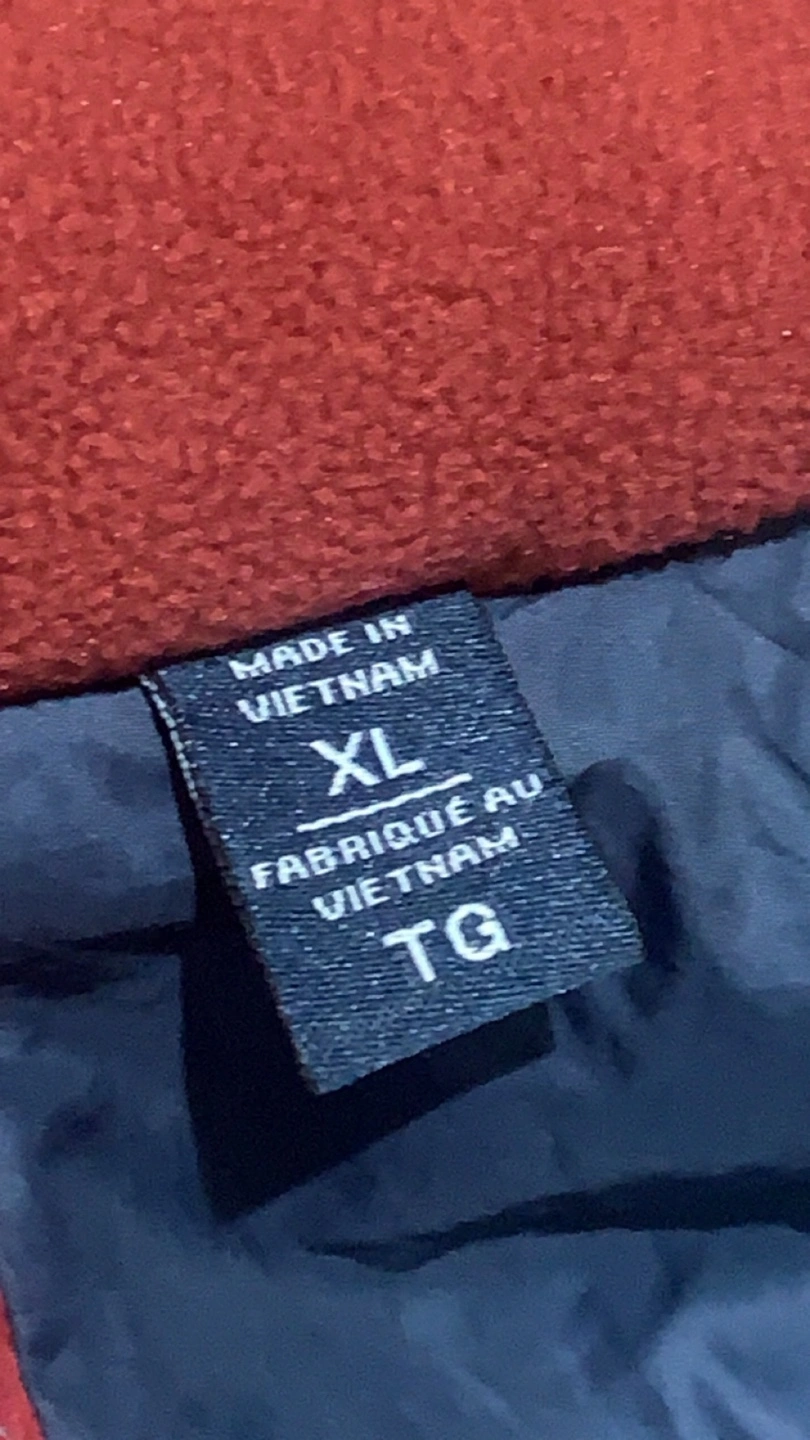 MADE IN
VIETNAM
XL
FABRIQUÉ AU
VIETNAM
TG